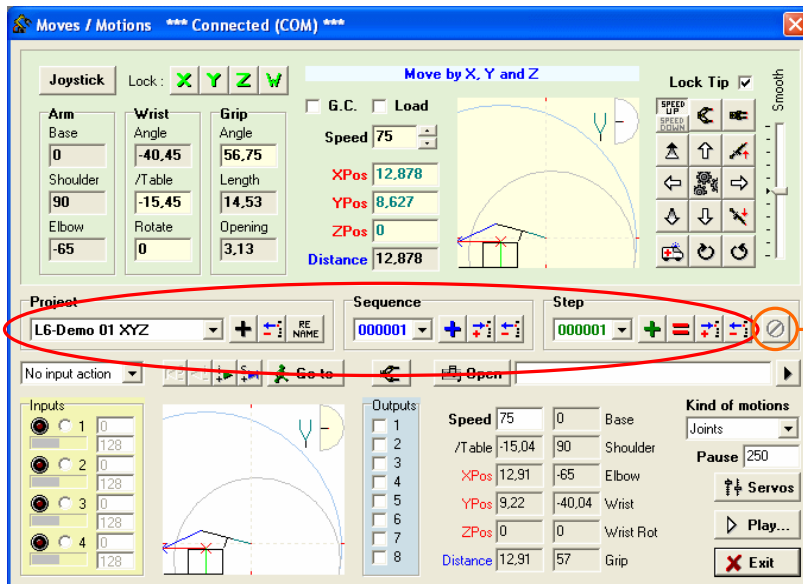 Moves / Motions *** Connected (COM) ***
Joystick Lock : X Y Z W
Move by X, Y and Z
Lock Tip
Smooth
Arm
Base
0
Shoulder
90
Elbow
-65
Wrist
Angle
-40,45
/Table
-15,45
Rotate
0
Grip
Angle
56,75
Length
14,53
Opening
3,13
G.C. Load
Speed 75
XPos 12,878
YPos 8,627
ZPos 0
Distance 12,878
SPEED UP
SPEED DOWN
Project
L6-Demo 01 XYZ
RE NAME
Sequence
000001
Step
000001
No input action
Go to
Open
Inputs
1 0
128
2 0
128
3 0
128
4 0
128
Outputs
1
2
3
4
5
6
7
8
Speed 75 0 Base
/Table -15,04 90 Shoulder
XPos 12,91 -65 Elbow
YPos 9,22 -40,04 Wrist
ZPos 0 0 Wrist Rot
Distance 12,91 57 Grip
Kind of motions
Joints
Pause 250
Servos
Play...
Exit